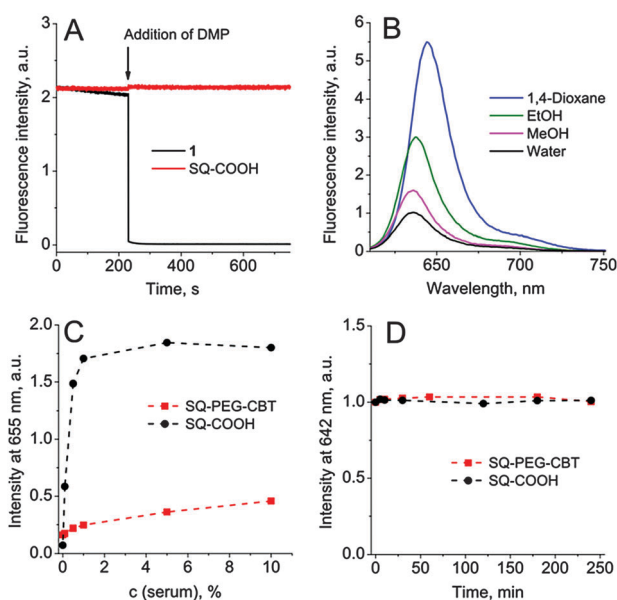 A
Addition of DMP
Fluorescence intensity, a.u.
3
2
1
0
1
SQ-COOH
0 200 400 600
Time, s
B
Fluorescence intensity, a.u.
6
5
4
3
2
1
0
1,4-Dioxane
EtOH
MeOH
Water
650 700 750
Wavelength, nm
C
Intensity at 655 nm, a.u.
2.0
1.5
1.0
0.5
0.0
SQ-PEG-CBT
SQ-COOH
0 2 4 6 8 10
c (serum), %
D
Intensity at 642 nm, a.u.
1.5
1.0
0.5
0.0
SQ-PEG-CBT
SQ-COOH
0 50 100 150 200 250
Time, min